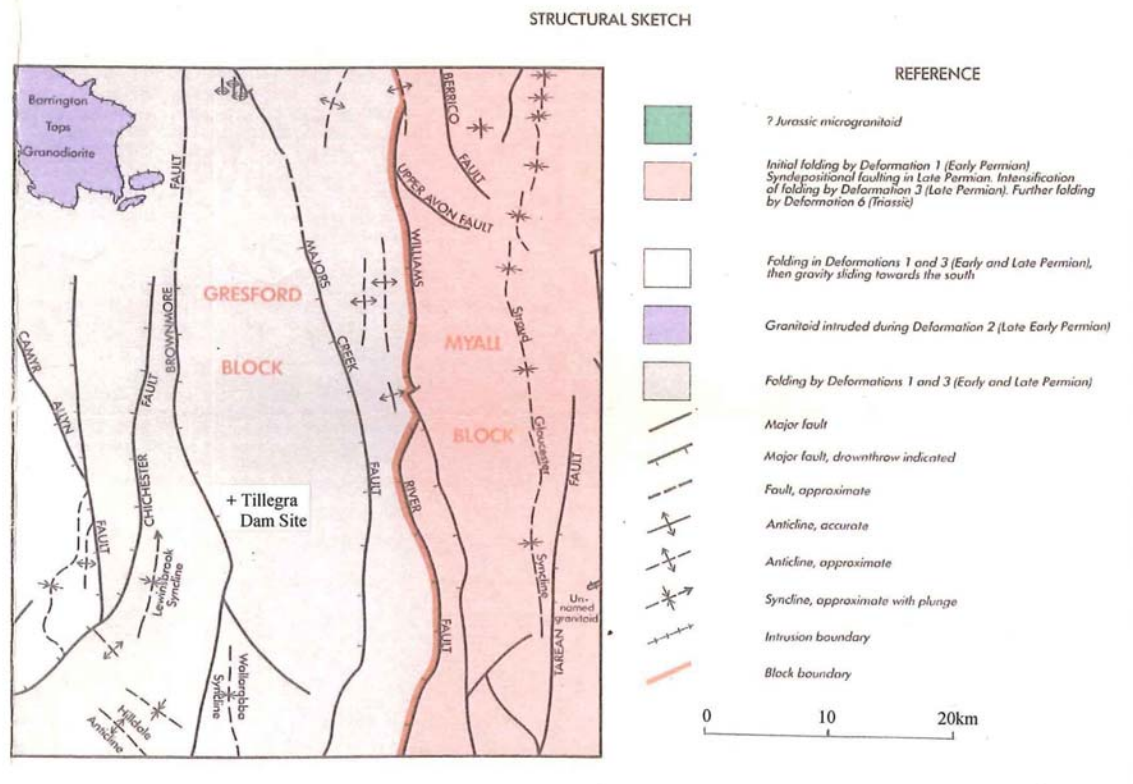 STRUCTURAL SKETCH
Barrington
Tops
Granodiorite
FAULT
BROWNMORE
GRESFORD
BLOCK
MAJORS
CREEK
FAULT
BERRICO
FAULT
UPPER AVON FAULT
WILLIAMS
RIVER
FAULT
MYALL
BLOCK
Stroud
Gloucester
Syncline
FAULT
TAREAN
Un-
named
granitoid
CAMYR
ALLYN
FAULT
FAULT
CHICHESTER
+ Tillegra
Dam Site
Lewinsbrook
Syncline
Wallarobba
Syncline
Hilldale
Anticline
REFERENCE
? Jurassic microgranitoid
Initial folding by Deformation 1 (Early Permian)
Syndepositional faulting in Late Permian. Intensification
of folding by Deformation 3 (Late Permian). Further folding
by Deformation 6 (Triassic)
Folding in Deformations 1 and 3 (Early and Late Permian),
then gravity sliding towards the south
Granitoid intruded during Deformation 2 (Late Early Permian)
Folding by Deformations 1 and 3 (Early and Late Permian)
Major fault
Major fault, drownthrow indicated
Fault, approximate
Anticline, accurate
Anticline, approximate
Syncline, approximate with plunge
Intrusion boundary
Block boundary
0 10 20km